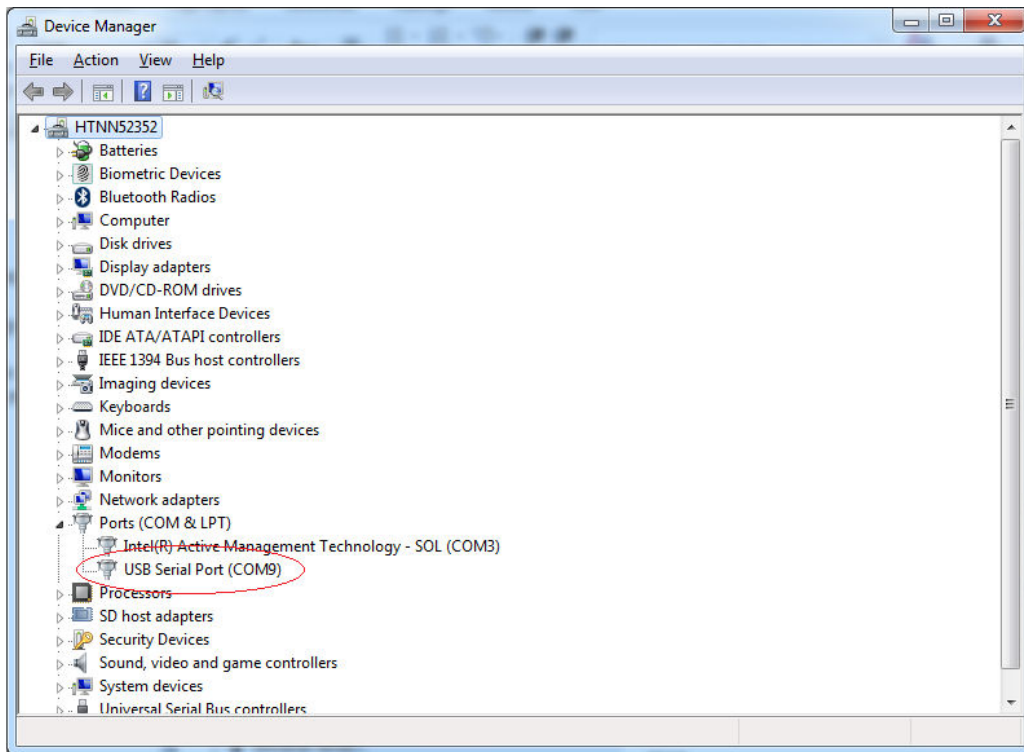 Device Manager
File Action View Help
HTNN52352
Batteries
Biometric Devices
Bluetooth Radios
Computer
Disk drives
Display adapters
DVD/CD-ROM drives
Human Interface Devices
IDE ATA/ATAPI controllers
IEEE 1394 Bus host controllers
Imaging devices
Keyboards
Mice and other pointing devices
Modems
Monitors
Network adapters
Ports (COM & LPT)
Intel(R) Active Management Technology - SOL (COM3)
USB Serial Port (COM9)
Processors
SD host adapters
Security Devices
Sound, video and game controllers
System devices
Universal Serial Bus controllers